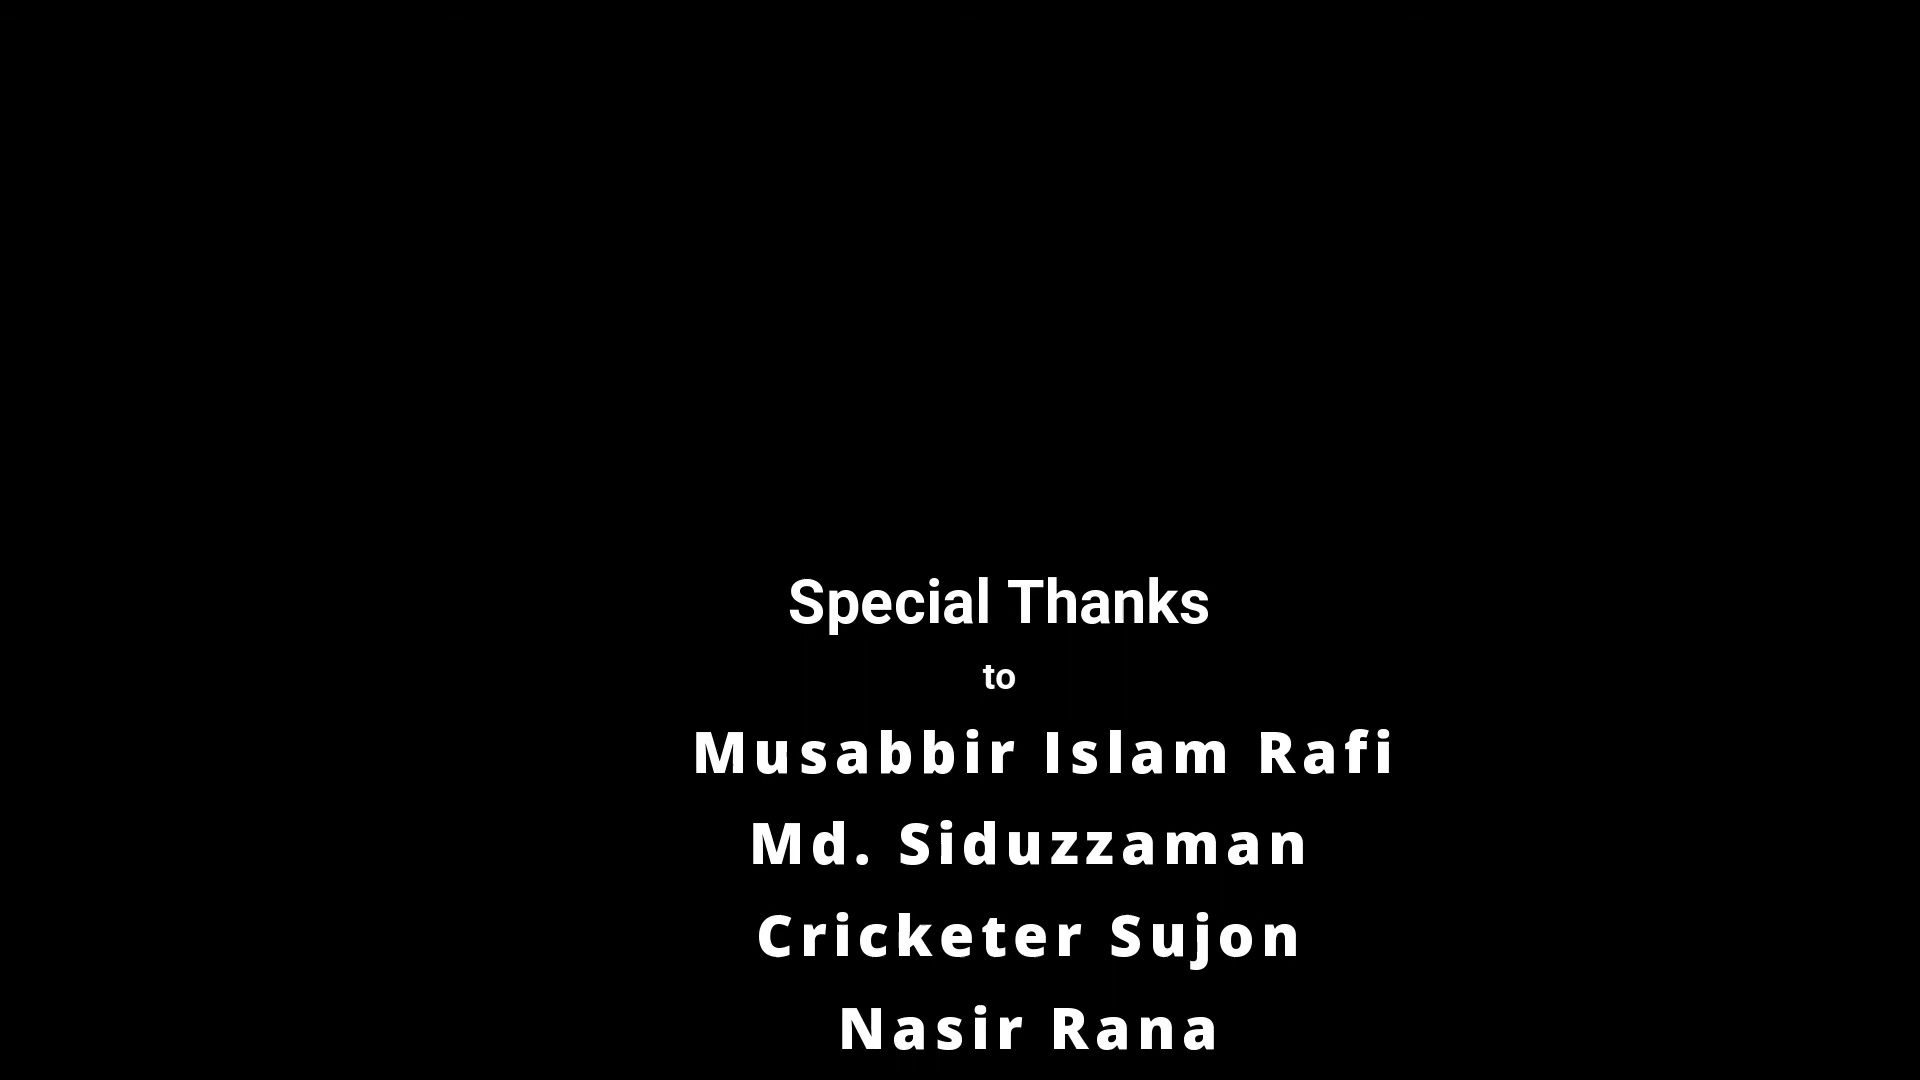 Special Thanks
to
Musabbir Islam Rafi
Md. Siduzzaman
Cricketer Sujon
Nasir Rana